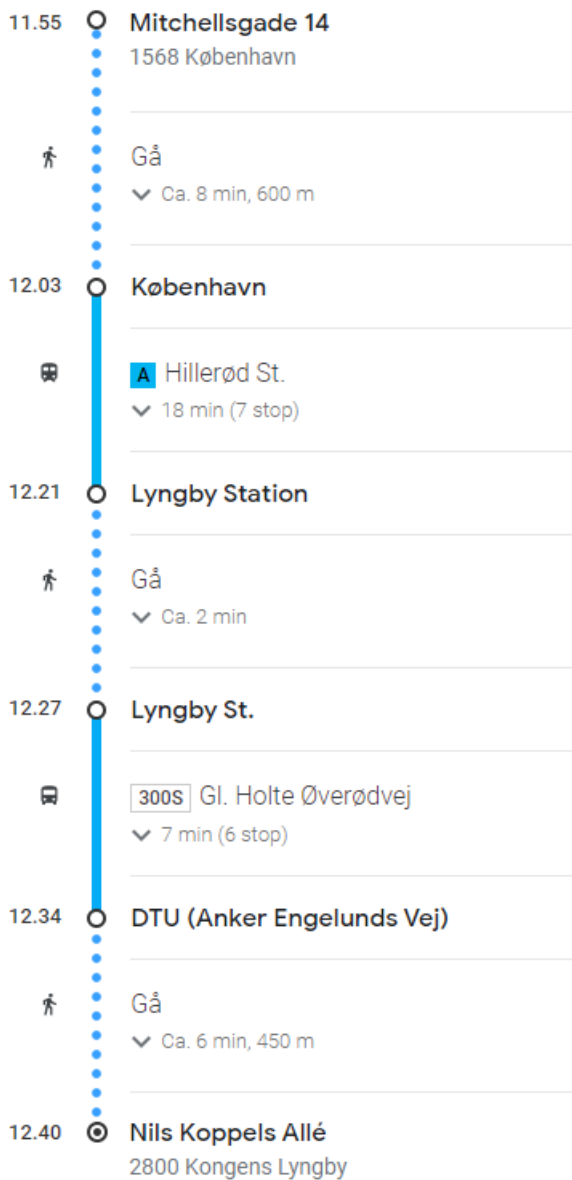 11.55 Mitchellsgade 14
1568 København
Gå
Ca. 8 min, 600 m
12.03 København
A Hillerød St.
18 min (7 stop)
12.21 Lyngby Station
Gå
Ca. 2 min
12.27 Lyngby St.
300S Gl. Holte Øverødvej
7 min (6 stop)
12.34 DTU (Anker Engelunds Vej)
Gå
Ca. 6 min, 450 m
12.40 Nils Koppels Allé
2800 Kongens Lyngby